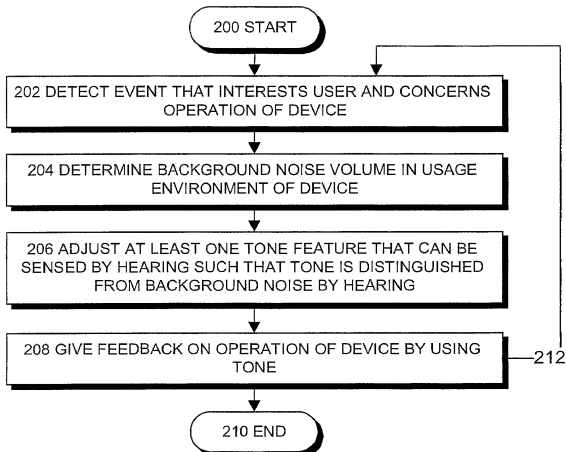 200 START
202 DETECT EVENT THAT INTERESTS USER AND CONCERNS
OPERATION OF DEVICE
204 DETERMINE BACKGROUND NOISE VOLUME IN USAGE
ENVIRONMENT OF DEVICE
206 ADJUST AT LEAST ONE TONE FEATURE THAT CAN BE
SENSED BY HEARING SUCH THAT TONE IS DISTINGUISHED
FROM BACKGROUND NOISE BY HEARING
208 GIVE FEEDBACK ON OPERATION OF DEVICE BY USING
TONE
212
210 END